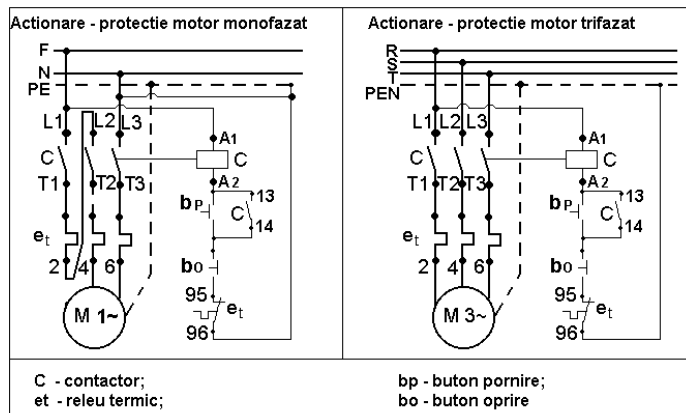 Actionare - protectie motor monofazat
F
N
PE
L1 L2 L3
A1
C C
A2
T1 T2 T3
bP
13
C
14
et
bo
2 4 6
95
et
96
M 1~
Actionare - protectie motor trifazat
R
S
T
PEN
L1 L2 L3
A1
C C
A2
T1 T2 T3
bP
13
C
14
et
bo
2 4 6
95
et
96
M 3~
C - contactor;
et - releu termic;
bp - buton pornire;
bo - buton oprire